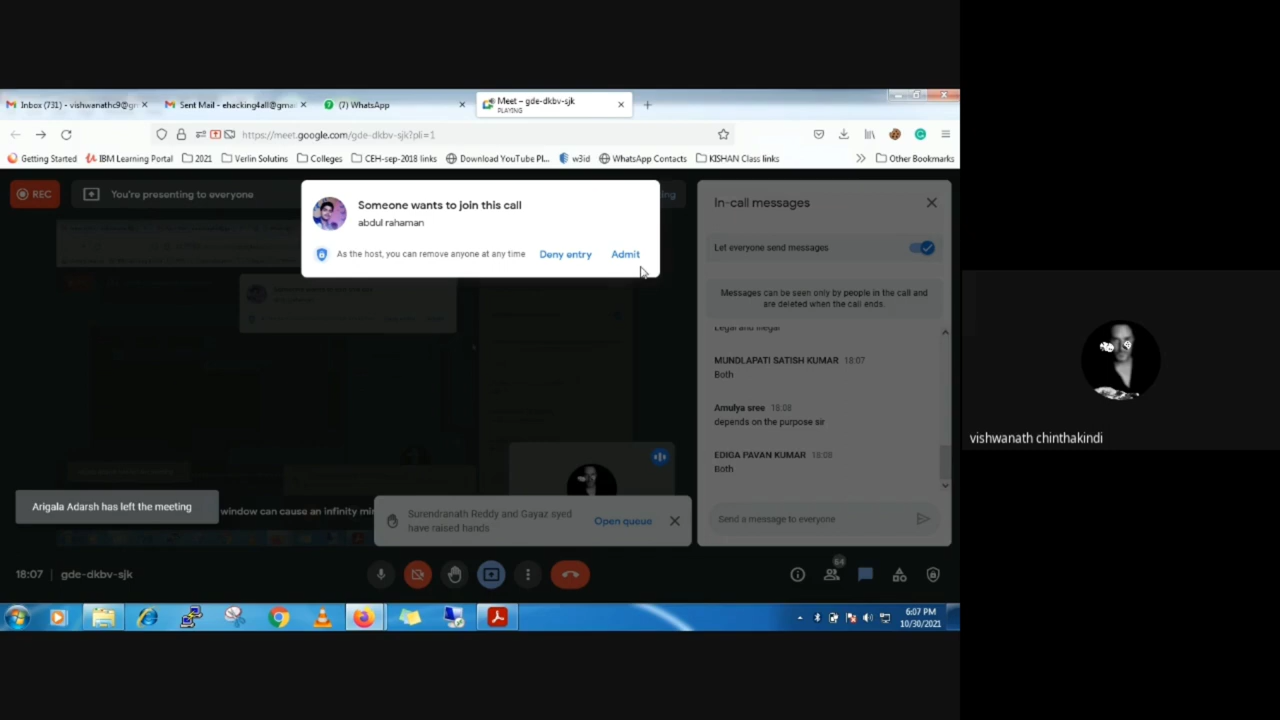 Inbox (731) - vishwanathc9@gm
Sent Mail - ehacking4all@gmai
(7) WhatsApp
Meet – gde-dkbv-sjk
PLAYING
https://meet.google.com/gde-dkbv-sjk?pli=1
Getting Started
IBM Learning Portal
2021
Verlin Solutins
Colleges
CEH-sep-2018 links
Download YouTube Pl...
w3id
WhatsApp Contacts
KISHAN Class links
Other Bookmarks
REC
You're presenting to everyone
Someone wants to join this call
abdul rahaman
As the host, you can remove anyone at any time
Deny entry
Admit
In-call messages
Let everyone send messages
Messages can be seen only by people in the call and
are deleted when the call ends.
Legal and illegal
MUNDLAPATI SATISH KUMAR 18:07
Both
Amulya sree 18:08
depends on the purpose sir
EDIGA PAVAN KUMAR 18:08
Both
Send a message to everyone
vishwanath chinthakindi
Arigala Adarsh has left the meeting
window can cause an infinity mi
Surendranath Reddy and Gayaz syed
have raised hands
Open queue
18:07 | gde-dkbv-sjk
64
6:07 PM
10/30/2021